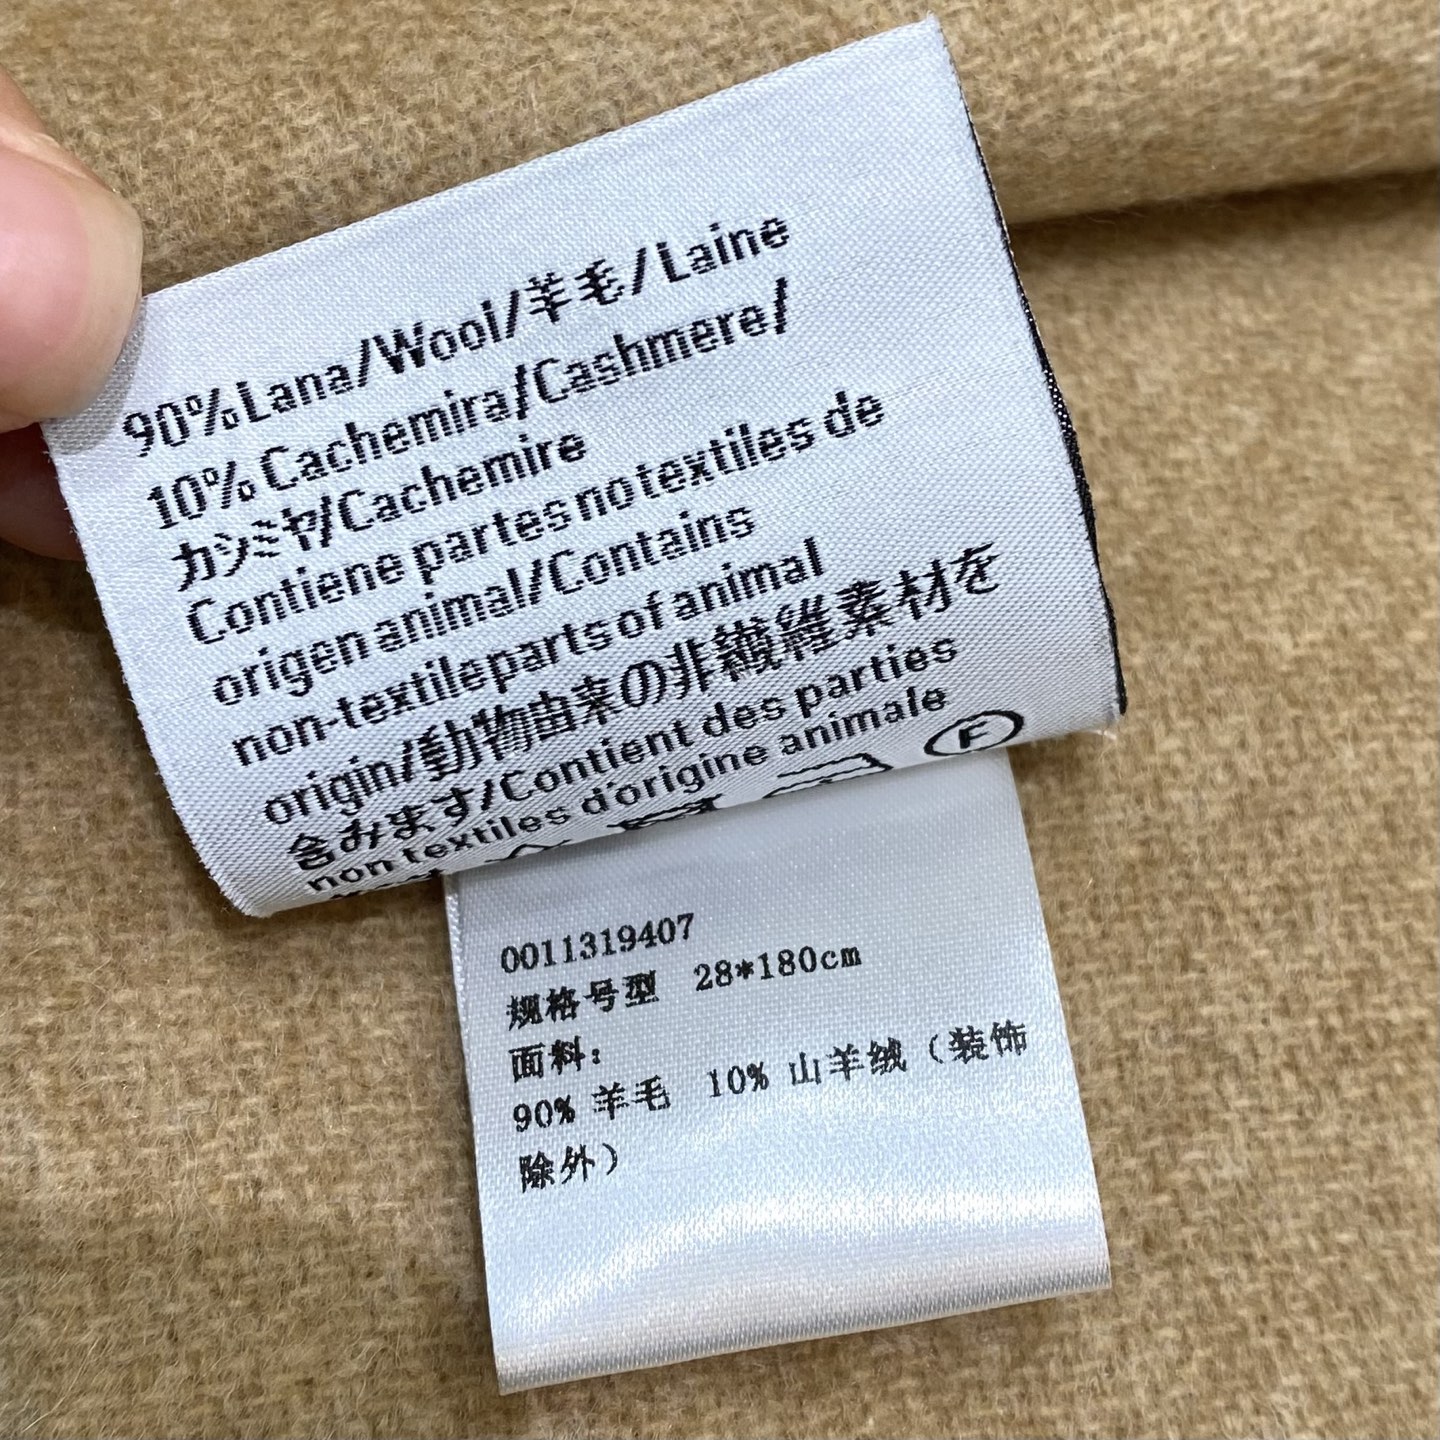 90%Lana/Wool/羊毛/Laine
10%Cachemira/Cashmere/
カシミヤ/Cachemire
Contiene partes no textiles de
origen animal/Contains
non-textileparts of animal
origin/動物由来の非繊維素材を
含みます/Contient des parties
non textiles d'origine animale
F
0011319407
规格号型 28*180cm
面料:
90% 羊毛 10% 山羊绒（装饰
除外）